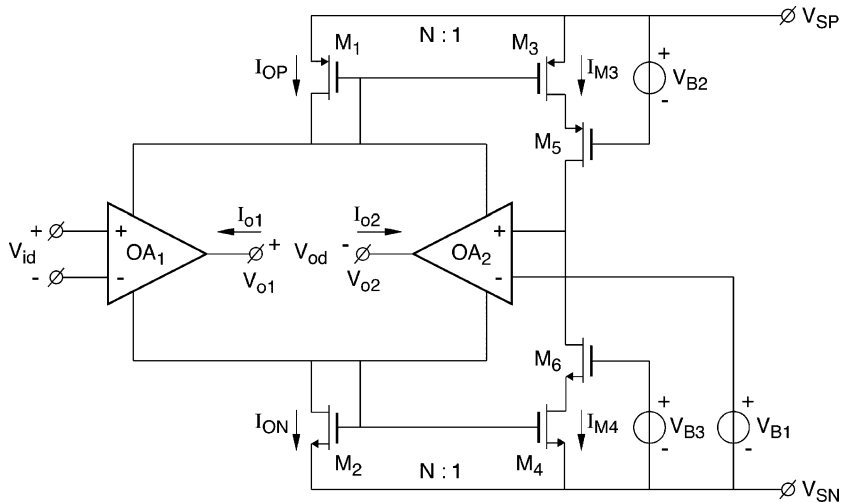 V_SP
N : 1
M_1
M_3
I_OP
I_M3
+
V_B2
-
M_5
+
V_id
-
+
OA_1
-
I_o1
+
V_o1
V_od
I_o2
-
V_o2
+
OA_2
-
M_6
I_ON
I_M4
+
V_B3
-
+
V_B1
-
M_2
M_4
N : 1
V_SN